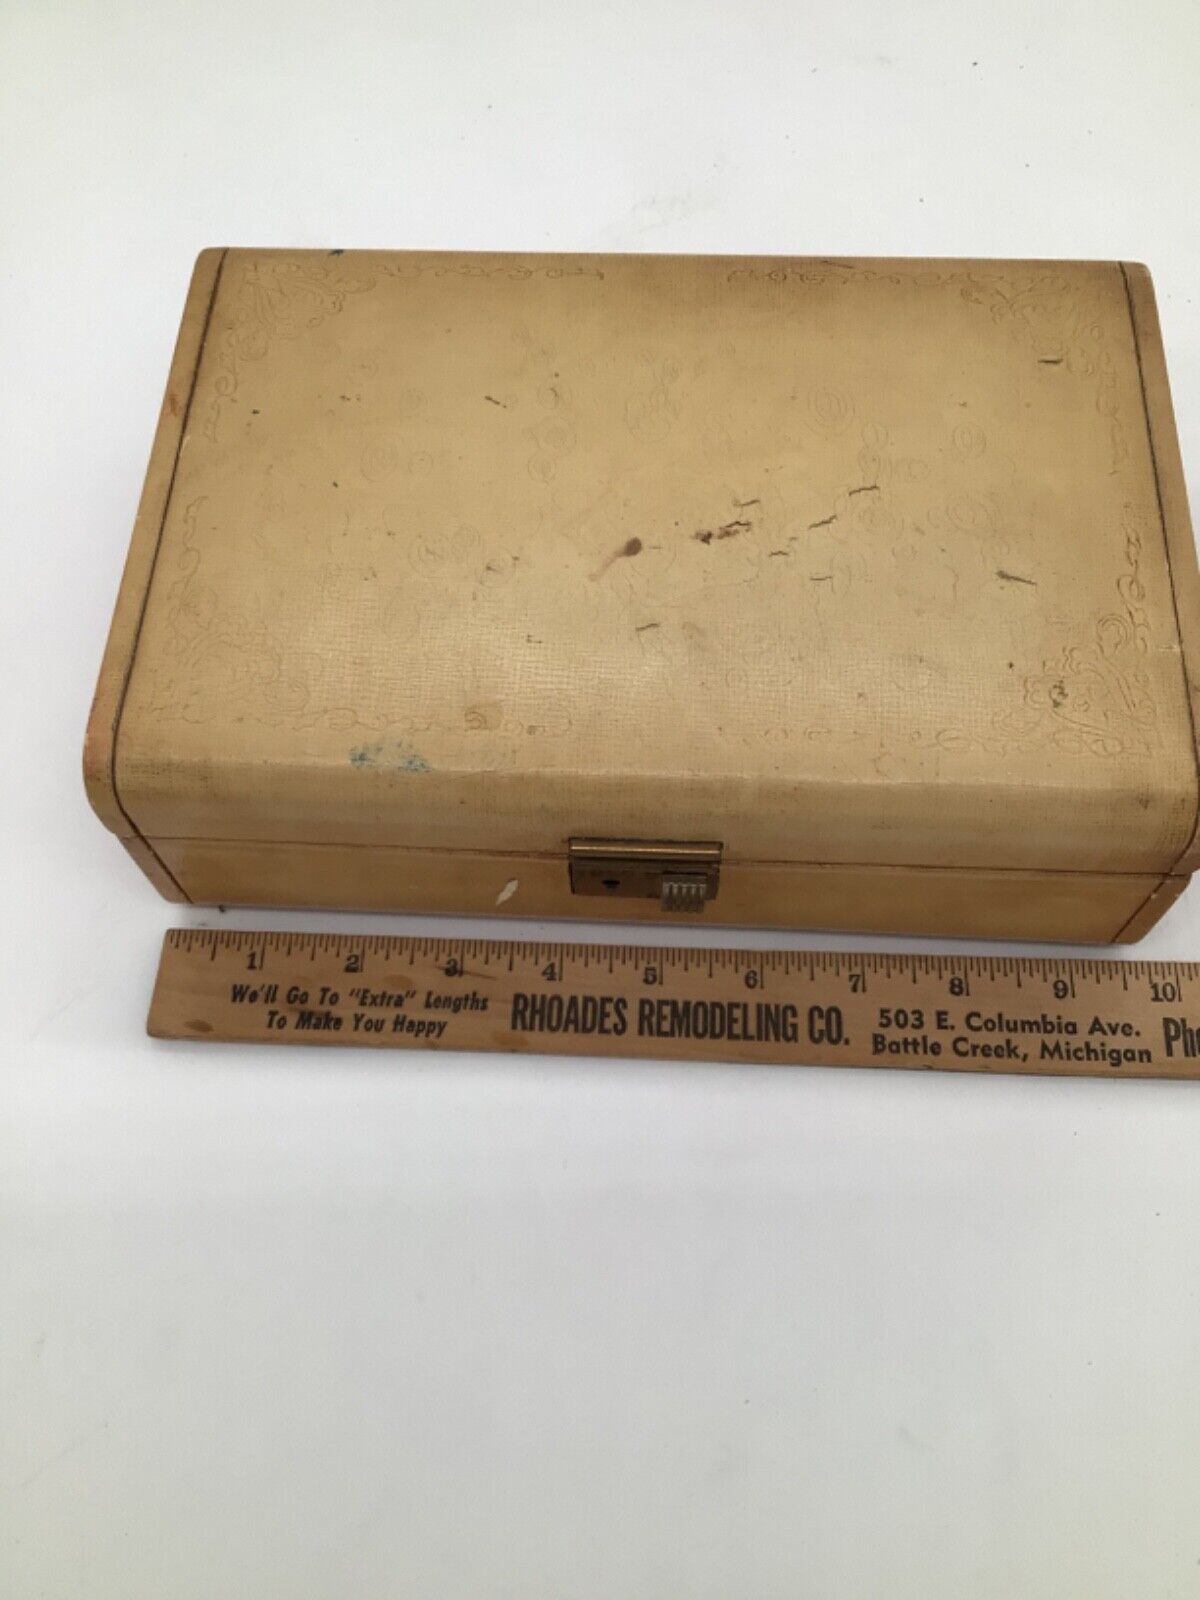 1 2 3 4 5 6 7 8 9 10
We'll Go To "Extra" Lengths
To Make You Happy
RHOADES REMODELING CO.
503 E. Columbia Ave.
Battle Creek, Michigan